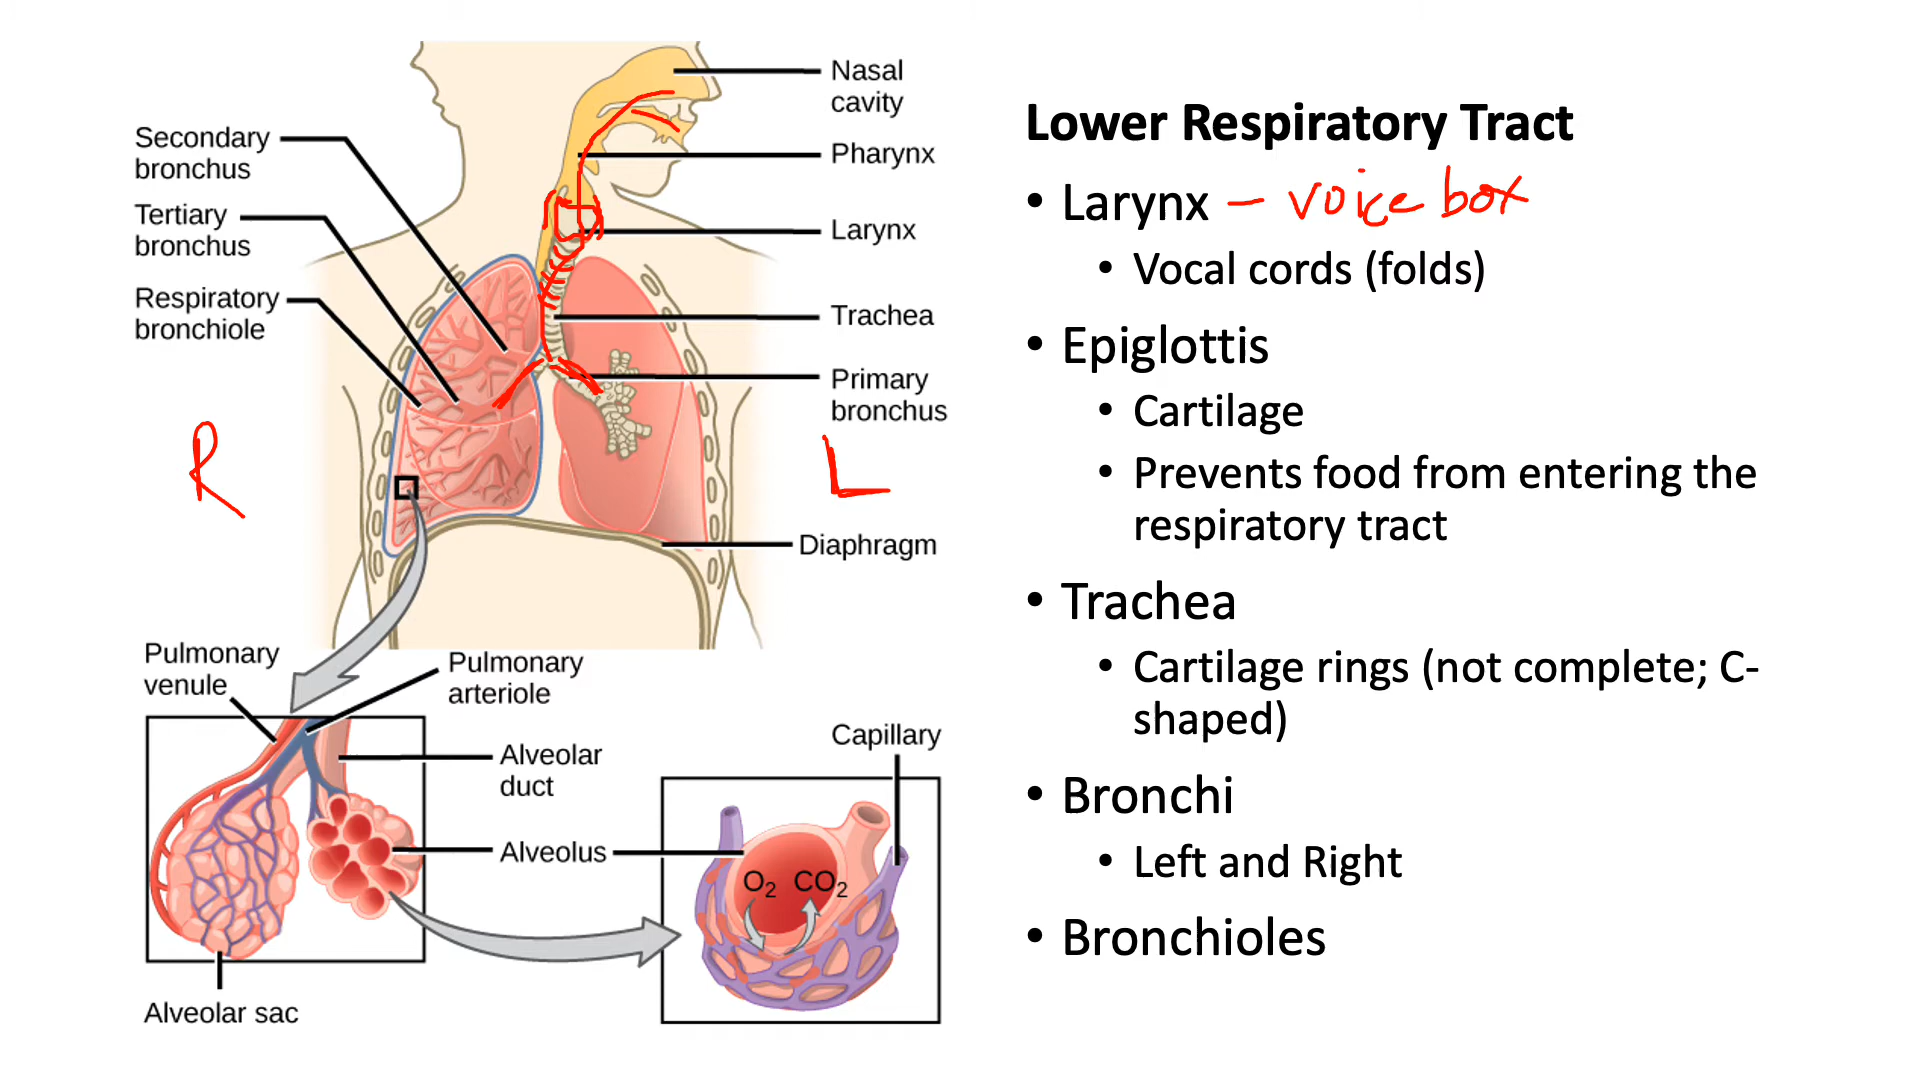 Nasal
cavity
Pharynx
Larynx
Trachea
Primary
bronchus
Diaphragm
Secondary
bronchus
Tertiary
bronchus
Respiratory
bronchiole
R
L
Pulmonary
venule
Pulmonary
arteriole
Alveolar
duct
Alveolus
Alveolar sac
Capillary
O₂ CO₂
Lower Respiratory Tract
• Larynx – voice box
• Vocal cords (folds)
• Epiglottis
• Cartilage
• Prevents food from entering the
respiratory tract
• Trachea
• Cartilage rings (not complete; C-
shaped)
• Bronchi
• Left and Right
• Bronchioles